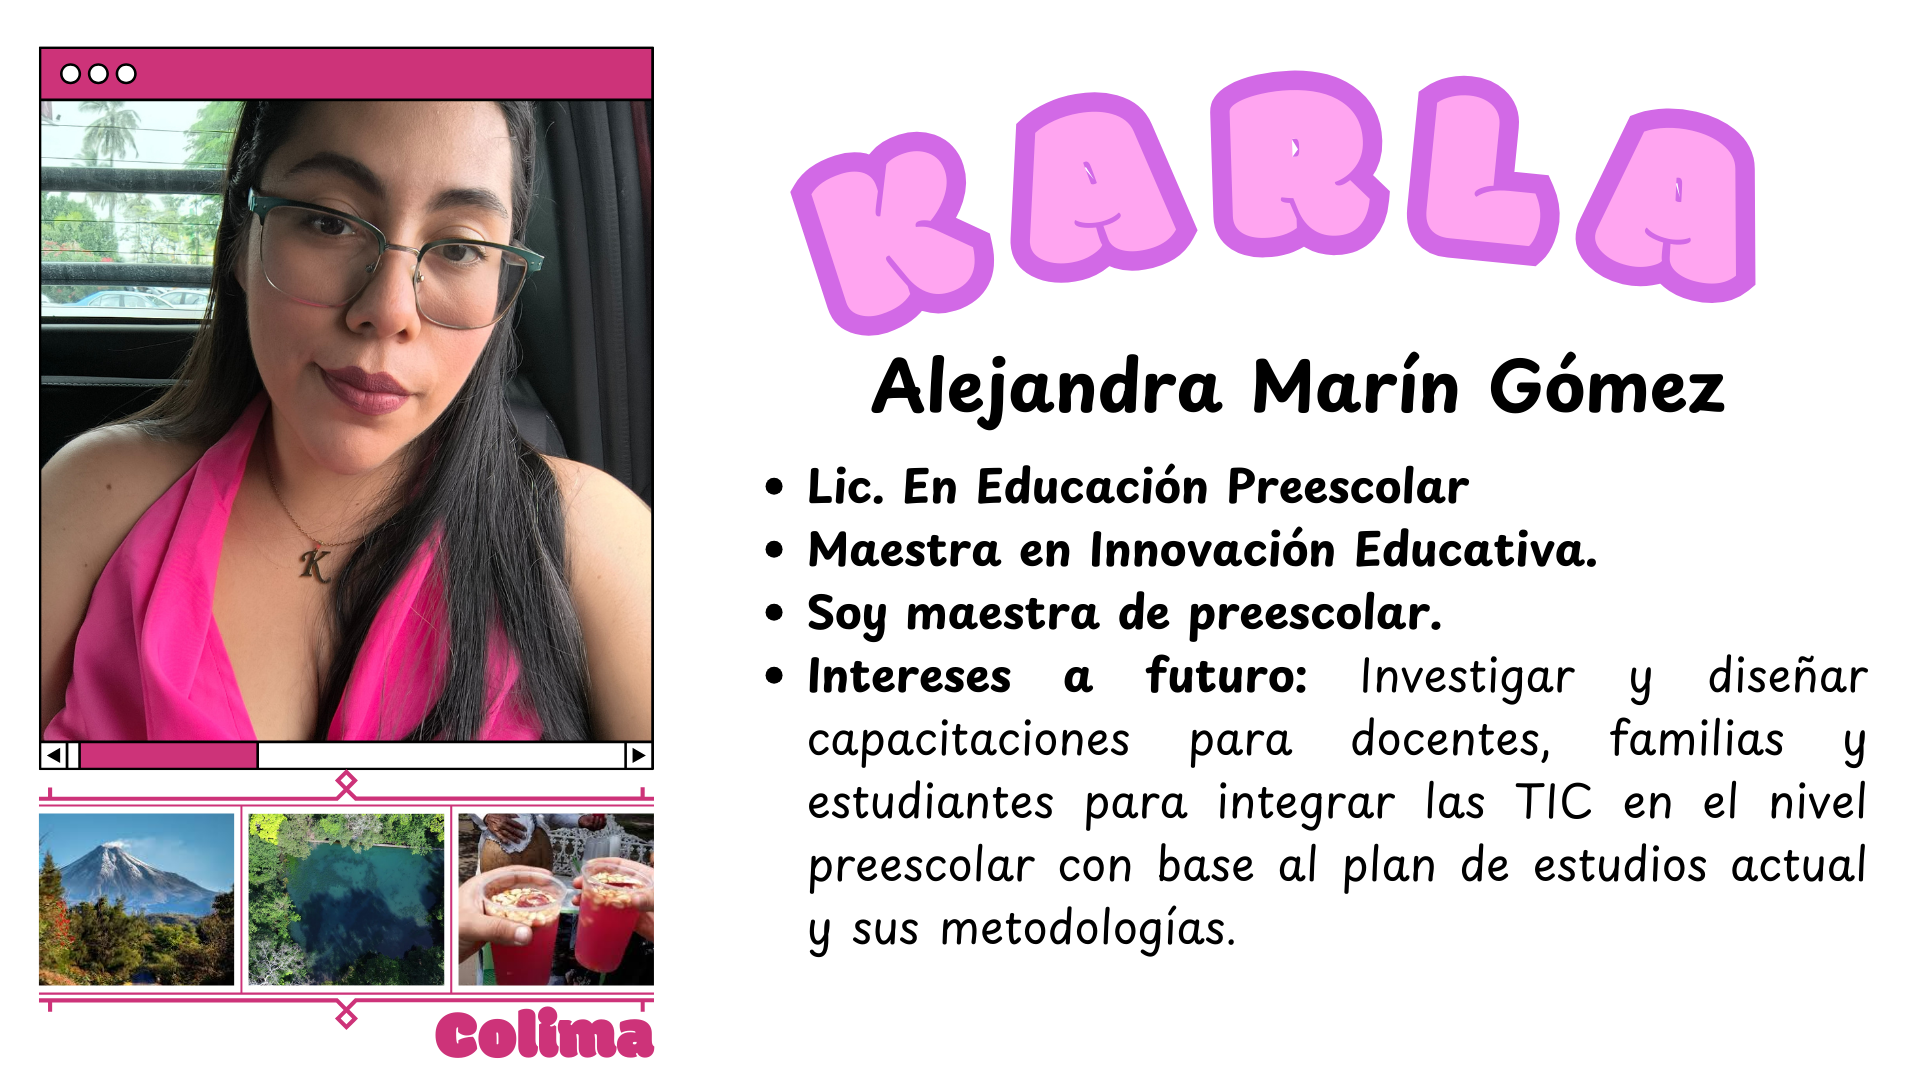 KARLA
Alejandra Marín Gómez
• Lic. En Educación Preescolar
• Maestra en Innovación Educativa.
• Soy maestra de preescolar.
• Intereses a futuro: Investigar y diseñar
capacitaciones para docentes, familias y
estudiantes para integrar las TIC en el nivel
preescolar con base al plan de estudios actual
y sus metodologías.
K
Colima